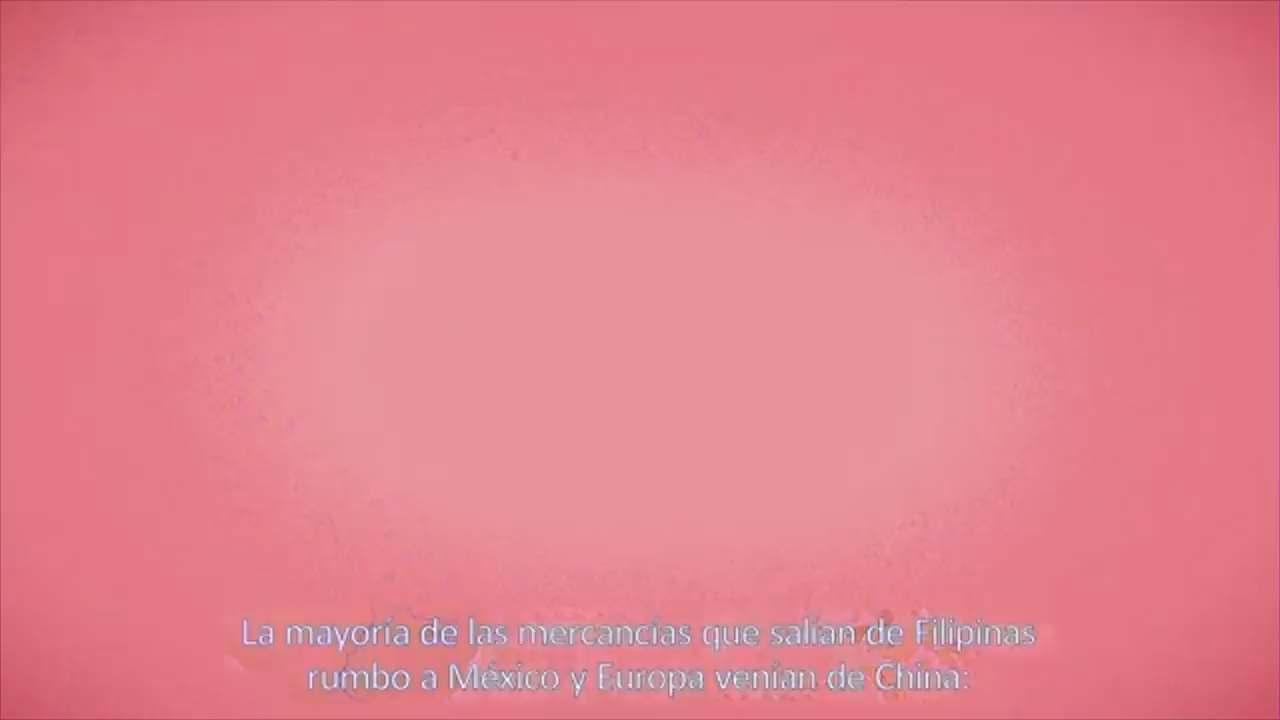 La mayoría de las mercancías que salían de Filipinas
rumbo a México y Europa venían de China: